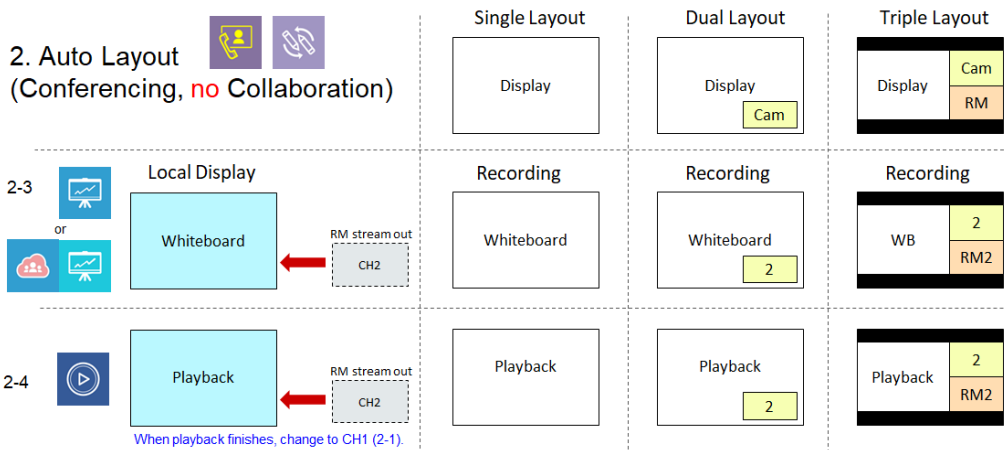 2. Auto Layout
(Conferencing, no Collaboration)
Single Layout
Dual Layout
Triple Layout
Display
Display
Cam
Display
Cam
RM
2-3
or
Local Display
Whiteboard
RM stream out
CH2
Recording
Whiteboard
Recording
Whiteboard
2
Recording
WB
2
RM2
2-4
Playback
RM stream out
CH2
When playback finishes, change to CH1 (2-1).
Playback
Playback
2
Playback
2
RM2